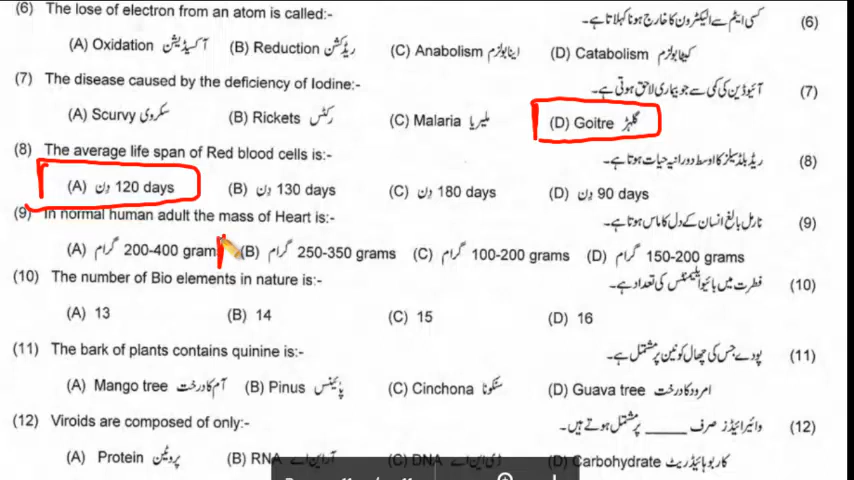 (6) The lose of electron from an atom is called:- کسی ایٹم سے الیکٹرون کا خارج ہونا کہلاتا ہے۔ (6)
(A) Oxidation آکسیڈیشن (B) Reduction ریڈکشن (C) Anabolism اینابولزم (D) Catabolism کیٹابولزم
(7) The disease caused by the deficiency of Iodine:- آئیوڈین کی کمی سے جو بیماری لاحق ہوتی ہے۔ (7)
(A) Scurvy سکروی (B) Rickets رکٹس (C) Malaria ملیریا (D) Goitre گلہڑ
(8) The average life span of Red blood cells is:- ریڈ بلڈ سیلز کا اوسط دورانیہ حیات ہوتا ہے۔ (8)
(A) دن 120 days (B) دن 130 days (C) دن 180 days (D) دن 90 days
(9) In normal human adult the mass of Heart is:- نارمل بالغ انسان کے دل کا ماس ہوتا ہے۔ (9)
(A) گرام 200-400 gram (B) گرام 250-350 grams (C) گرام 100-200 grams (D) گرام 150-200 grams
(10) The number of Bio elements in nature is:- فطرت میں بائیو ایلیمنٹس کی تعداد ہے۔ (10)
(A) 13 (B) 14 (C) 15 (D) 16
(11) The bark of plants contains quinine is:- پودے جس کی چھال کونین پر مشتمل ہے۔ (11)
(A) Mango tree آم کا درخت (B) Pinus پائینس (C) Cinchona سنکونا (D) Guava tree امرود کا درخت
(12) Viroids are composed of only:- وائیرائیڈز صرف _____ پر مشتمل ہوتے ہیں۔ (12)
(A) Protein پروٹین (B) RNA آر این اے (C) DNA ڈی این اے (D) Carbohydrate کاربوہائیڈریٹ